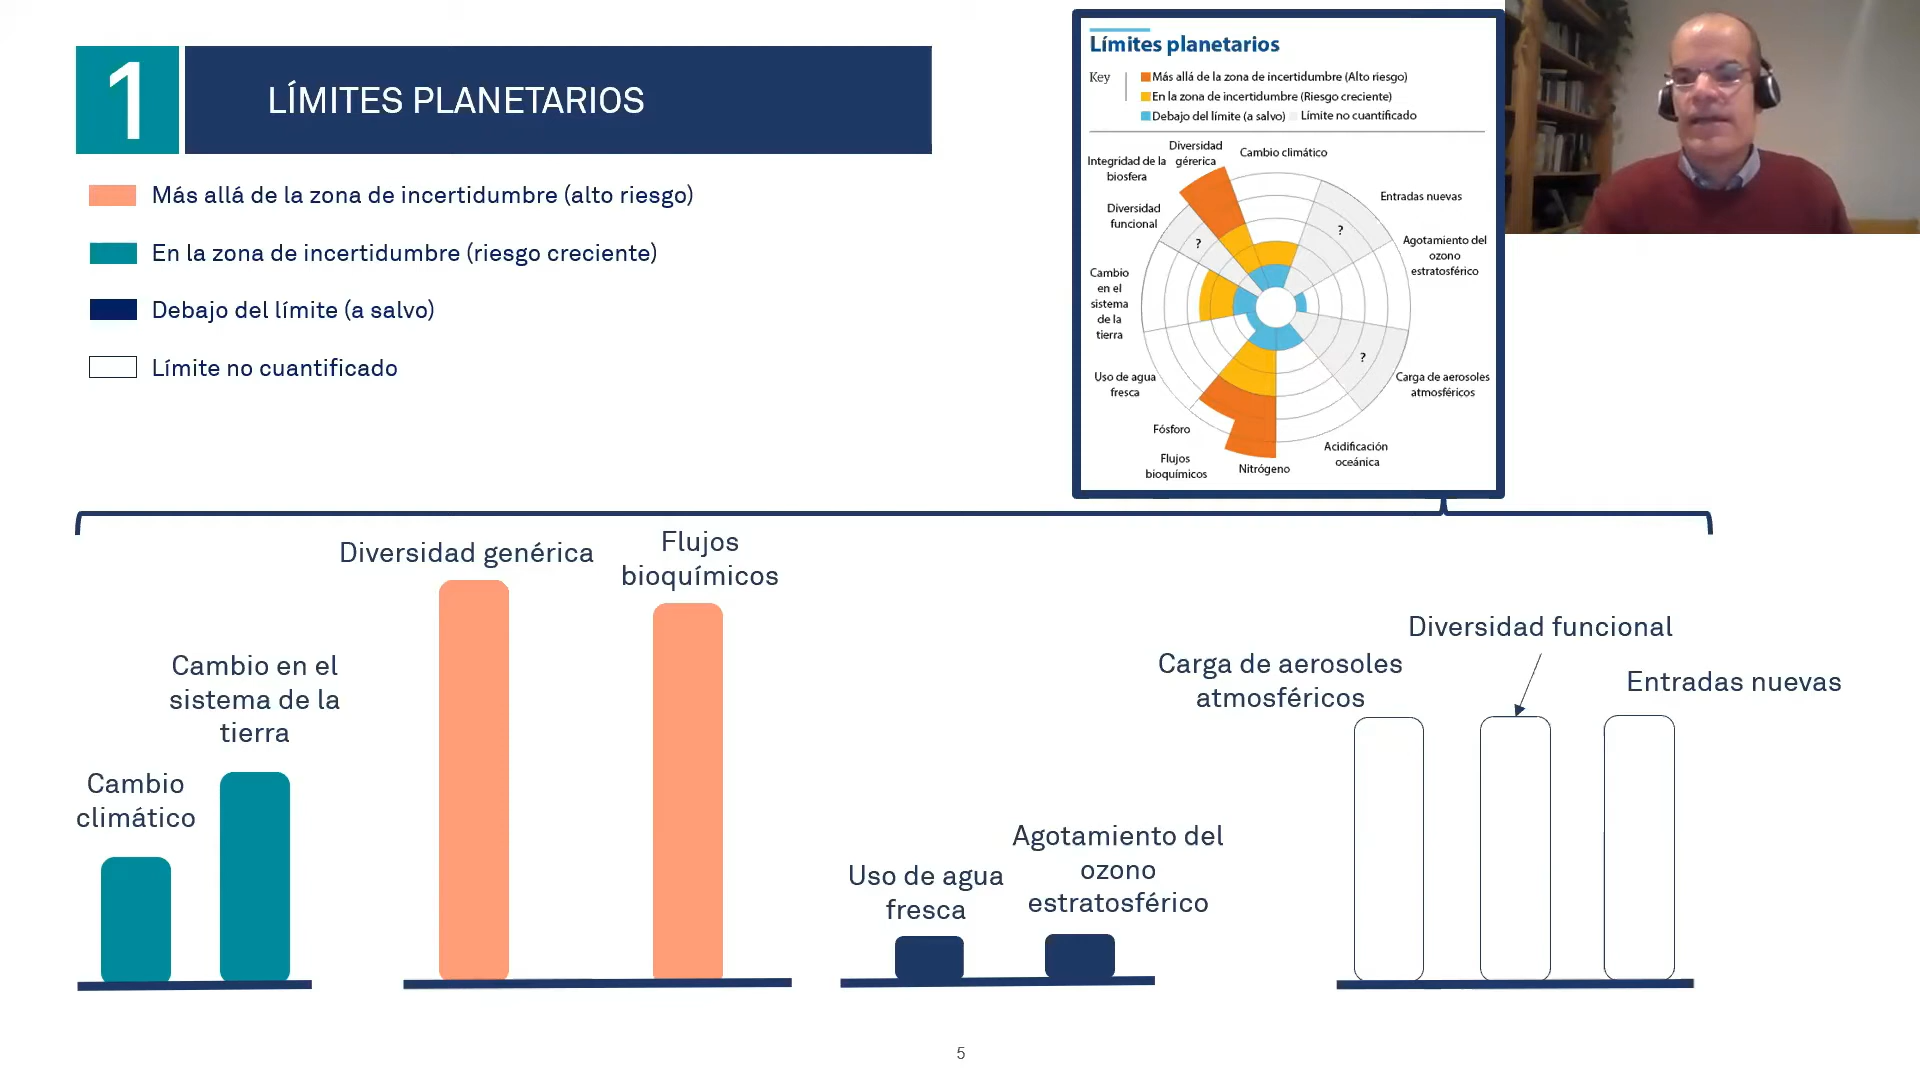 1
LÍMITES PLANETARIOS
Más allá de la zona de incertidumbre (alto riesgo)
En la zona de incertidumbre (riesgo creciente)
Debajo del límite (a salvo)
Límite no cuantificado
Límites planetarios
Key
Más allá de la zona de incertidumbre (Alto riesgo)
En la zona de incertidumbre (Riesgo creciente)
Debajo del límite (a salvo) Límite no cuantificado
Diversidad
gérerica
Cambio climático
Integridad de la
biosfera
Entradas nuevas
Diversidad
funcional
?
?
Agotamiento del
ozono
estratosférico
Cambio
en el
sistema
de la
tierra
?
Uso de agua
fresca
Carga de aerosoles
atmosféricos
Fósforo
Flujos
bioquímicos
Nitrógeno
Acidificación
oceánica
Cambio
climático
Cambio en el
sistema de la
tierra
Diversidad genérica
Flujos
bioquímicos
Uso de agua
fresca
Agotamiento del
ozono
estratosférico
Carga de aerosoles
atmosféricos
Diversidad funcional
Entradas nuevas
5